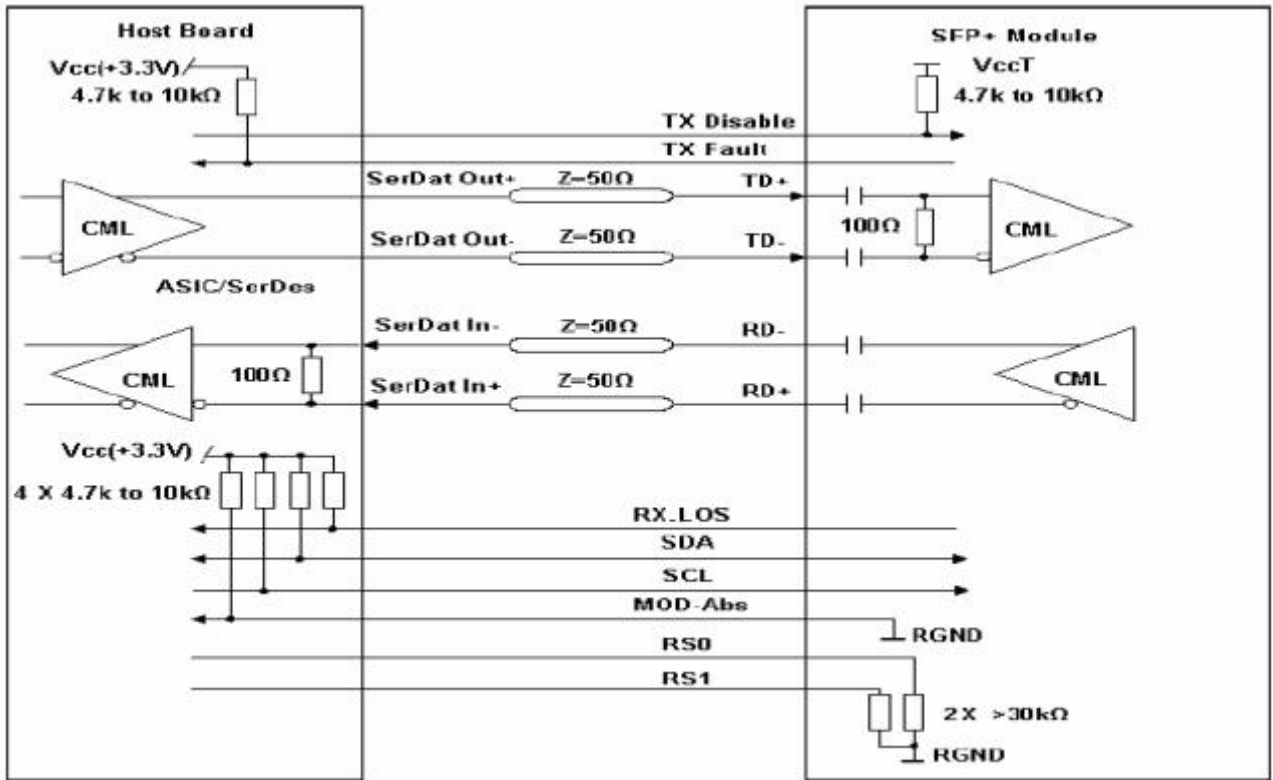 Host Board
SFP+ Module
Vcc(+3.3V)
4.7k to 10kΩ
VccT
4.7k to 10kΩ
TX Disable
TX Fault
SerDat Out+
Z=50Ω
TD+
CML
100Ω
CML
SerDat Out-
Z=50Ω
TD-
ASIC/SerDes
SerDat In-
Z=50Ω
RD-
CML
100Ω
SerDat In+
Z=50Ω
RD+
CML
Vcc(+3.3V)
4 X 4.7k to 10kΩ
RX_LOS
SDA
SCL
MOD-Abs
RGND
RS0
RS1
2X >30kΩ
RGND